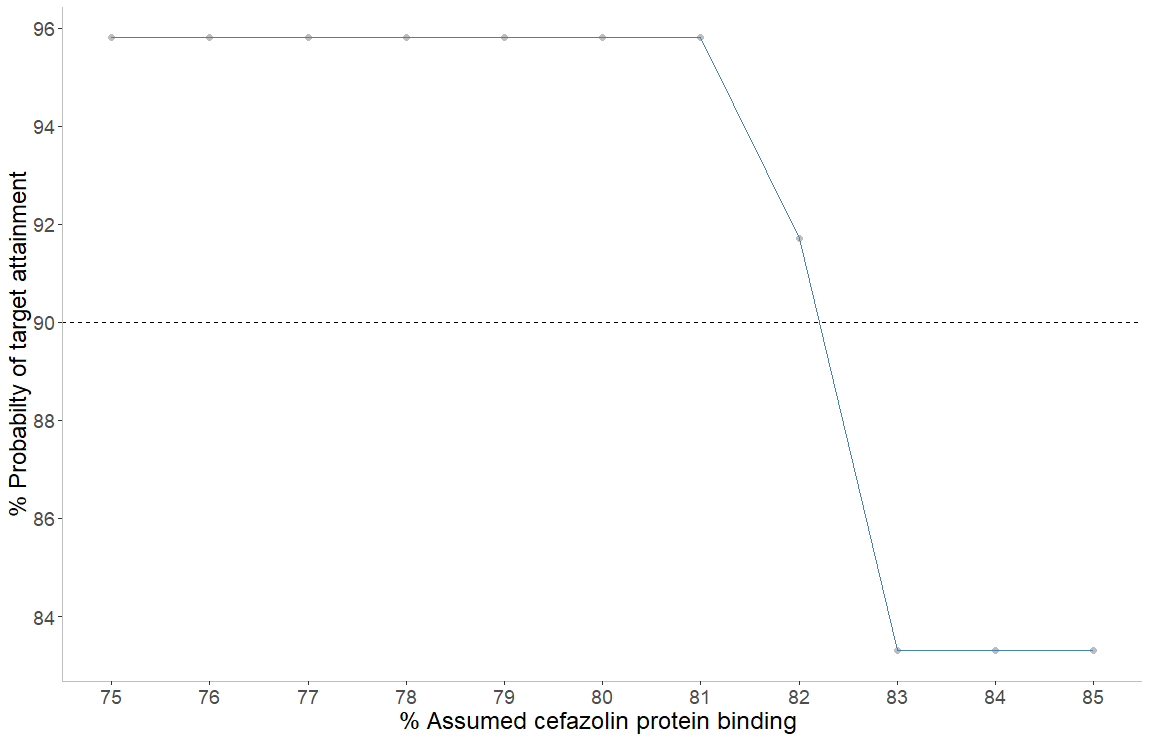 % Probabilty of target attainment
96
94
92
90
88
86
84
75 76 77 78 79 80 81 82 83 84 85
% Assumed cefazolin protein binding